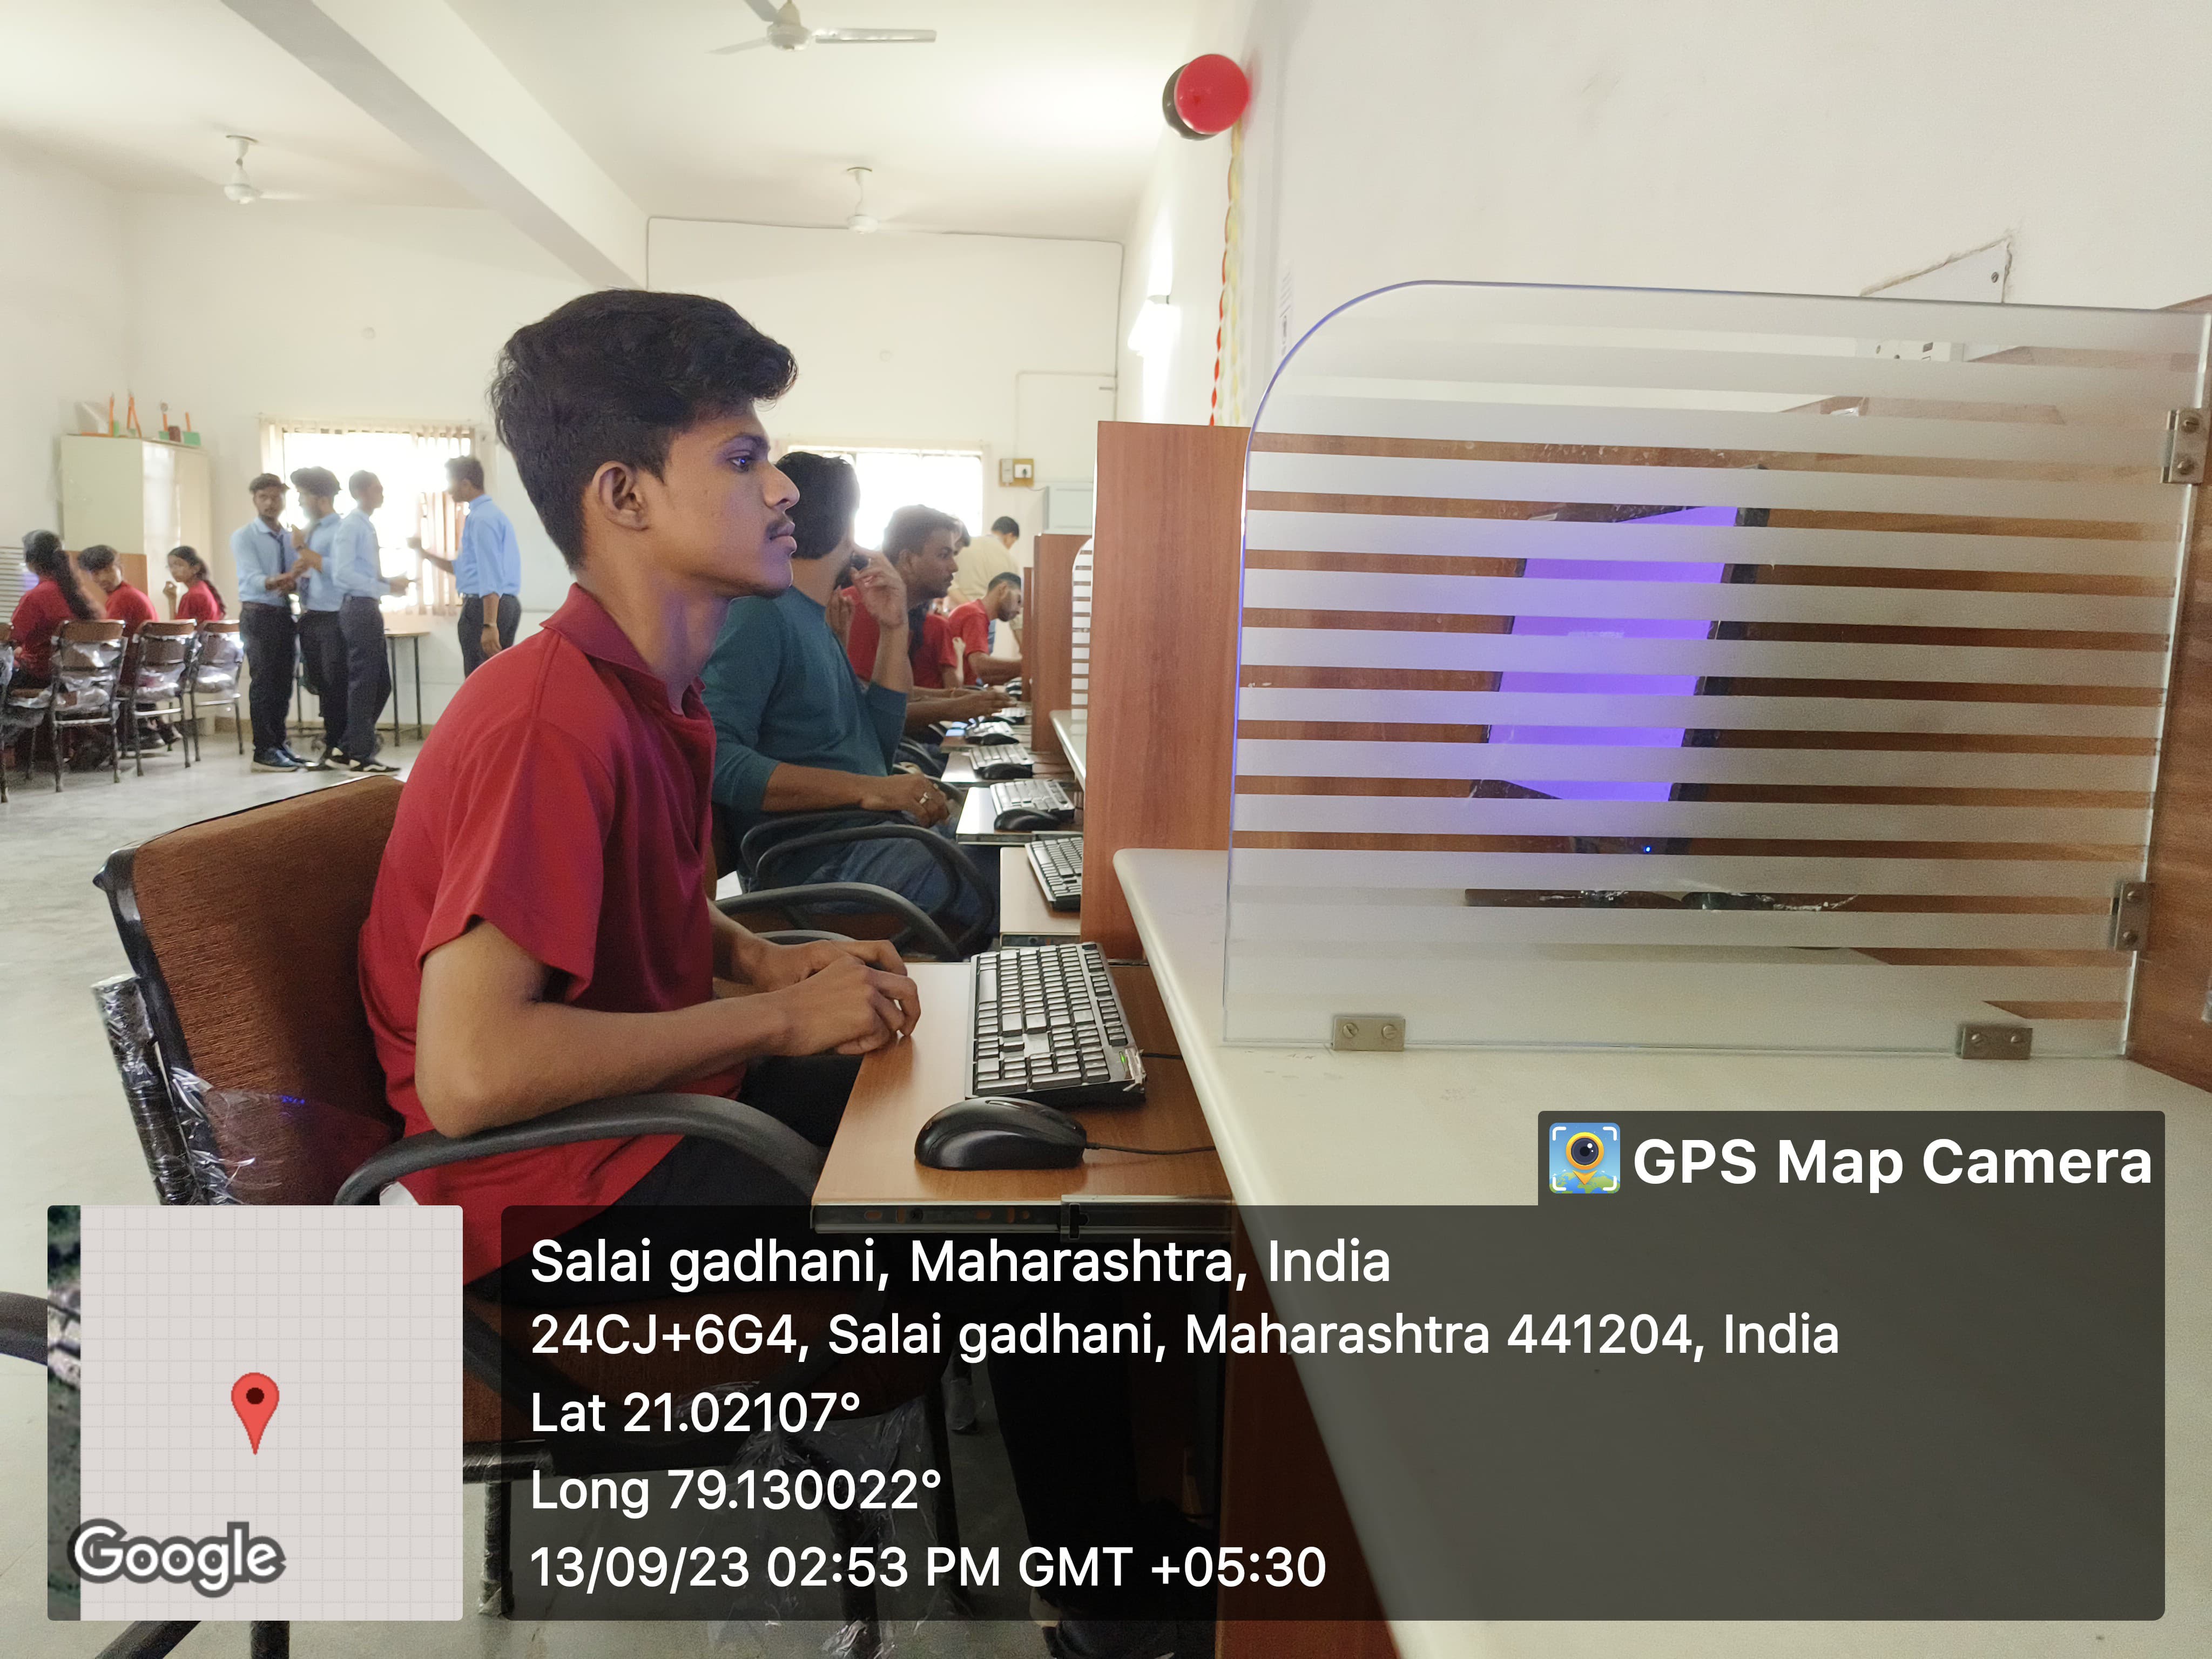 GPS Map Camera
Salai gadhani, Maharashtra, India
24CJ+6G4, Salai gadhani, Maharashtra 441204, India
Lat 21.02107°
Long 79.130022°
13/09/23 02:53 PM GMT +05:30
Google